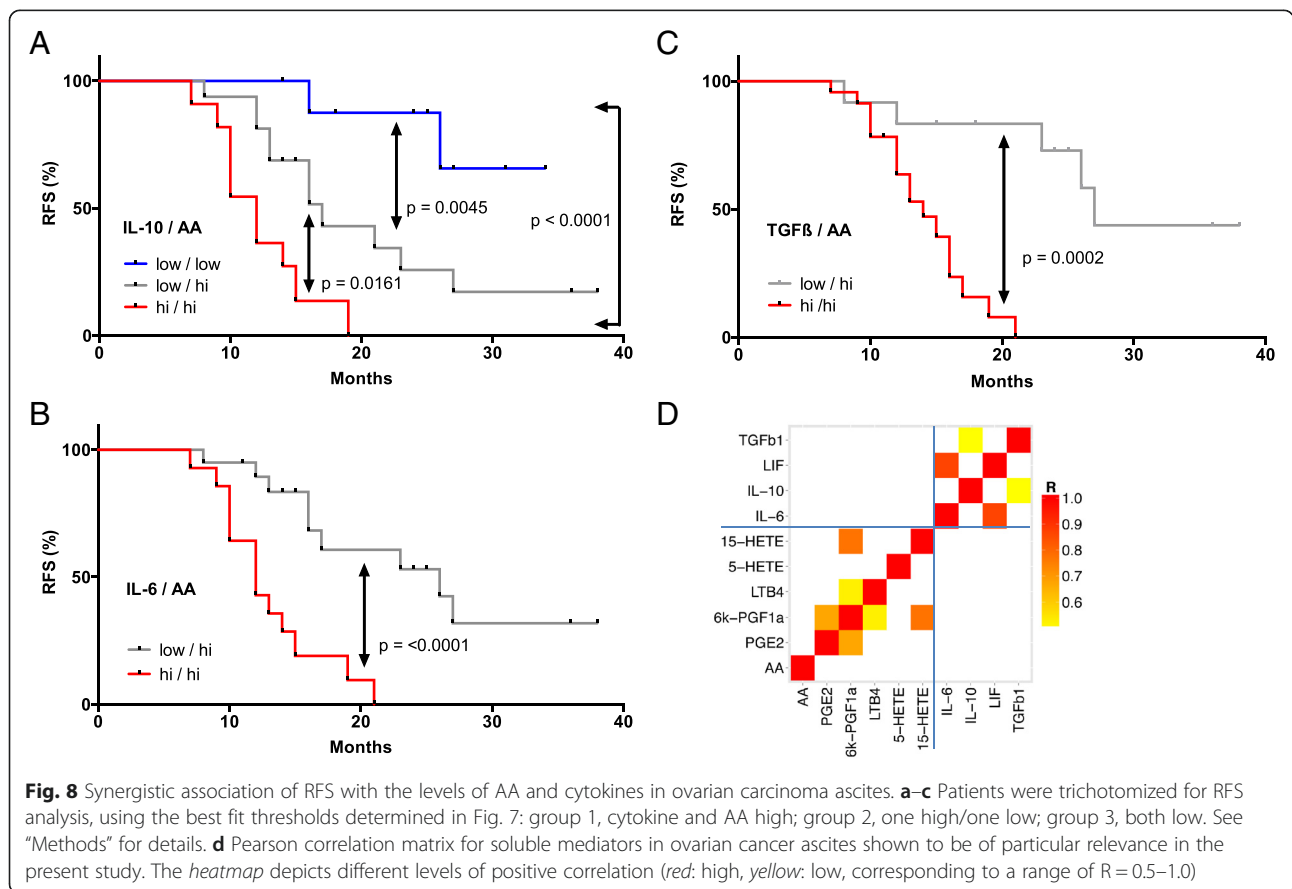 A
100
50
0
RFS (%)
IL-10 / AA
low / low
low / hi
hi / hi
p = 0.0161
p = 0.0045
p < 0.0001
0 10 20 30 40
Months
B
100
50
0
RFS (%)
IL-6 / AA
low / hi
hi / hi
p = <0.0001
0 10 20 30 40
Months
C
100
50
0
RFS (%)
TGFß / AA
low / hi
hi /hi
p = 0.0002
0 10 20 30 40
Months
D
TGFb1
LIF
IL−10
IL−6
15−HETE
5−HETE
LTB4
6k−PGF1a
PGE2
AA
AA PGE2 6k−PGF1a LTB4 5−HETE 15−HETE IL−6 IL−10 LIF TGFb1
R
1.0
0.9
0.8
0.7
0.6
Fig. 8 Synergistic association of RFS with the levels of AA and cytokines in ovarian carcinoma ascites. a–c Patients were trichotomized for RFS
analysis, using the best fit thresholds determined in Fig. 7: group 1, cytokine and AA high; group 2, one high/one low; group 3, both low. See
“Methods” for details. d Pearson correlation matrix for soluble mediators in ovarian cancer ascites shown to be of particular relevance in the
present study. The heatmap depicts different levels of positive correlation (red: high, yellow: low, corresponding to a range of R = 0.5–1.0)